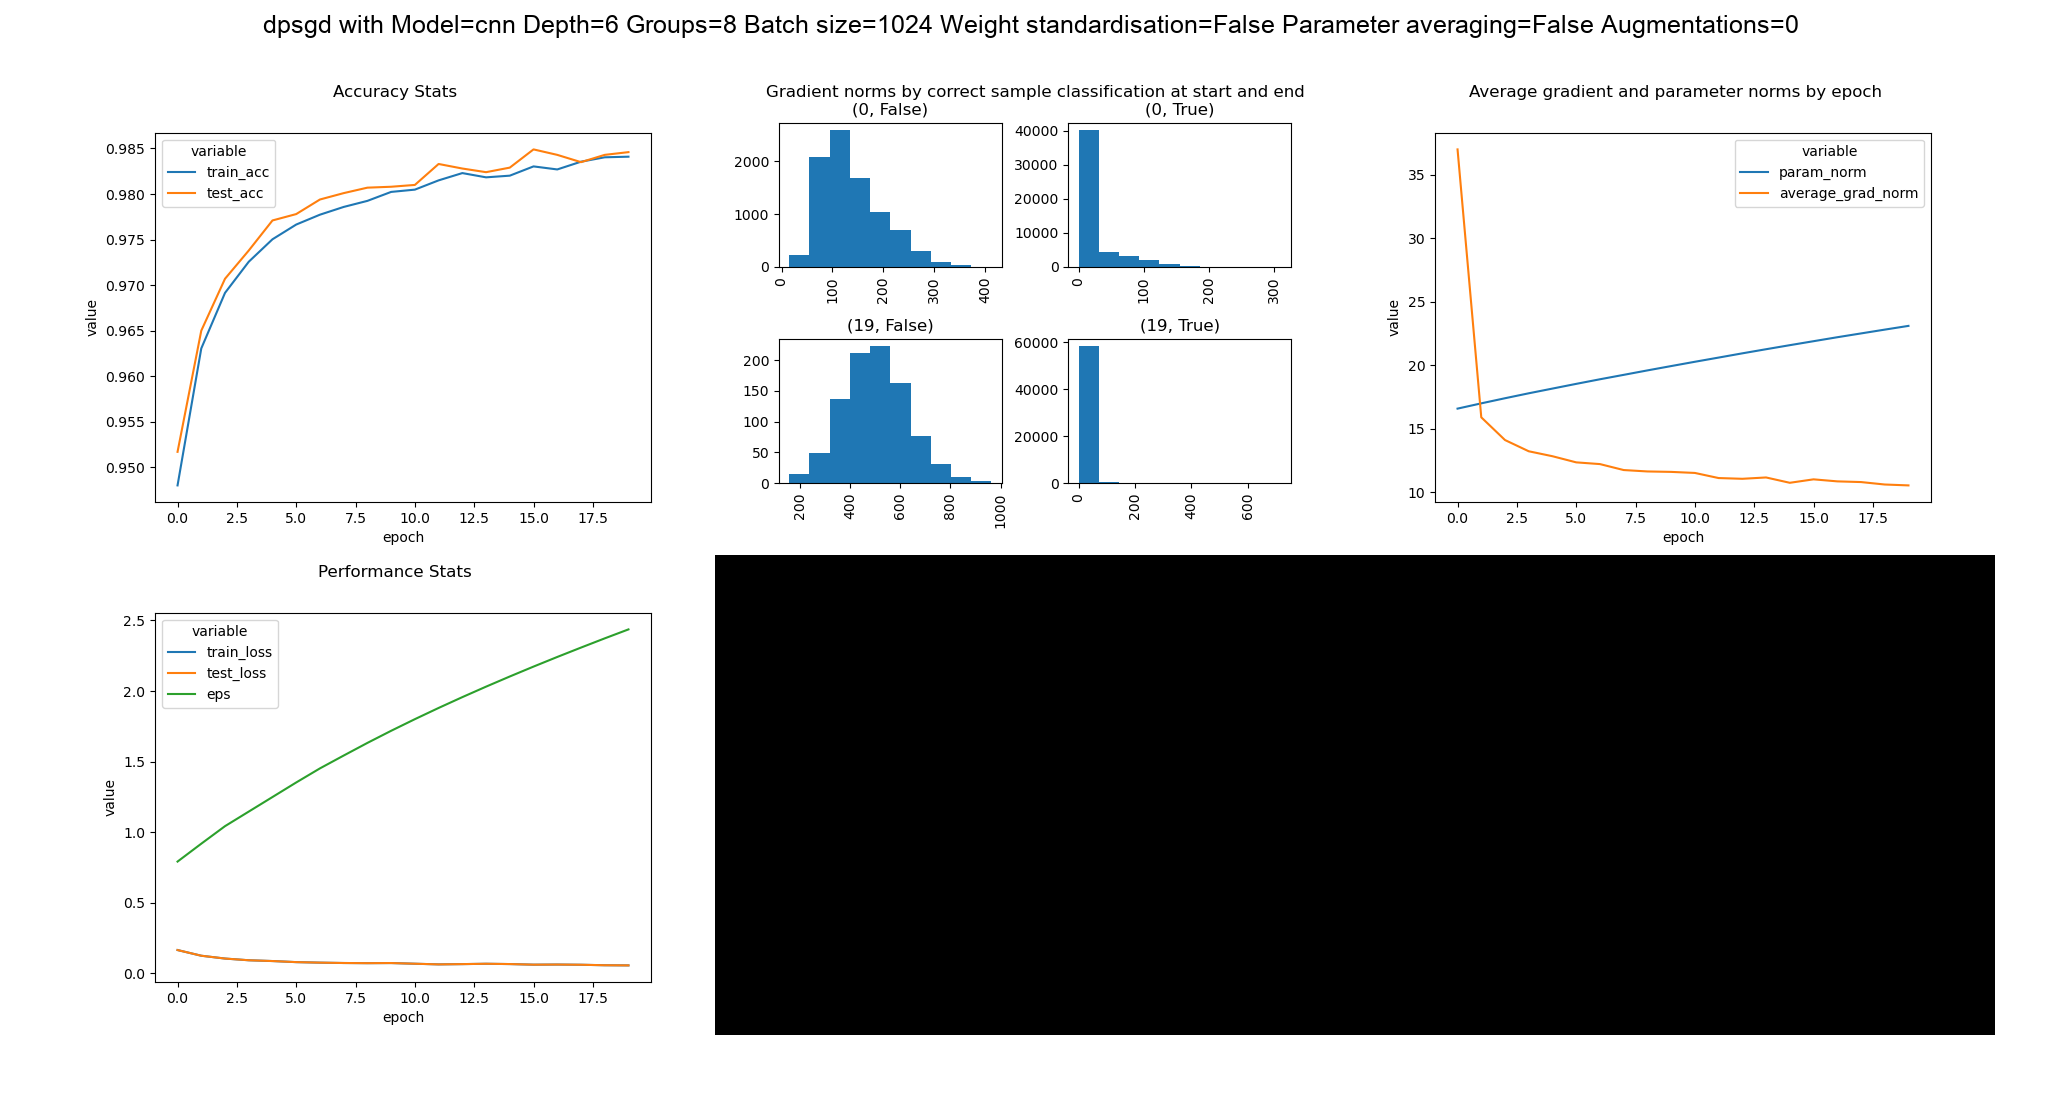 dpsgd with Model=cnn Depth=6 Groups=8 Batch size=1024 Weight standardisation=False Parameter averaging=False Augmentations=0
Accuracy Stats
variable
train_acc
test_acc
value
0.985
0.980
0.975
0.970
0.965
0.960
0.955
0.950
0.0 2.5 5.0 7.5 10.0 12.5 15.0 17.5
epoch
Gradient norms by correct sample classification at start and end
(0, False)
2000
1000
0
0 100 200 300 400
(0, True)
40000
30000
20000
10000
0
0 100 200 300
(19, False)
200
150
100
50
0
200 400 600 800 1000
(19, True)
60000
40000
20000
0
0 200 400 600
Average gradient and parameter norms by epoch
variable
param_norm
average_grad_norm
value
35
30
25
20
15
10
0.0 2.5 5.0 7.5 10.0 12.5 15.0 17.5
epoch
Performance Stats
variable
train_loss
test_loss
eps
value
2.5
2.0
1.5
1.0
0.5
0.0
0.0 2.5 5.0 7.5 10.0 12.5 15.0 17.5
epoch